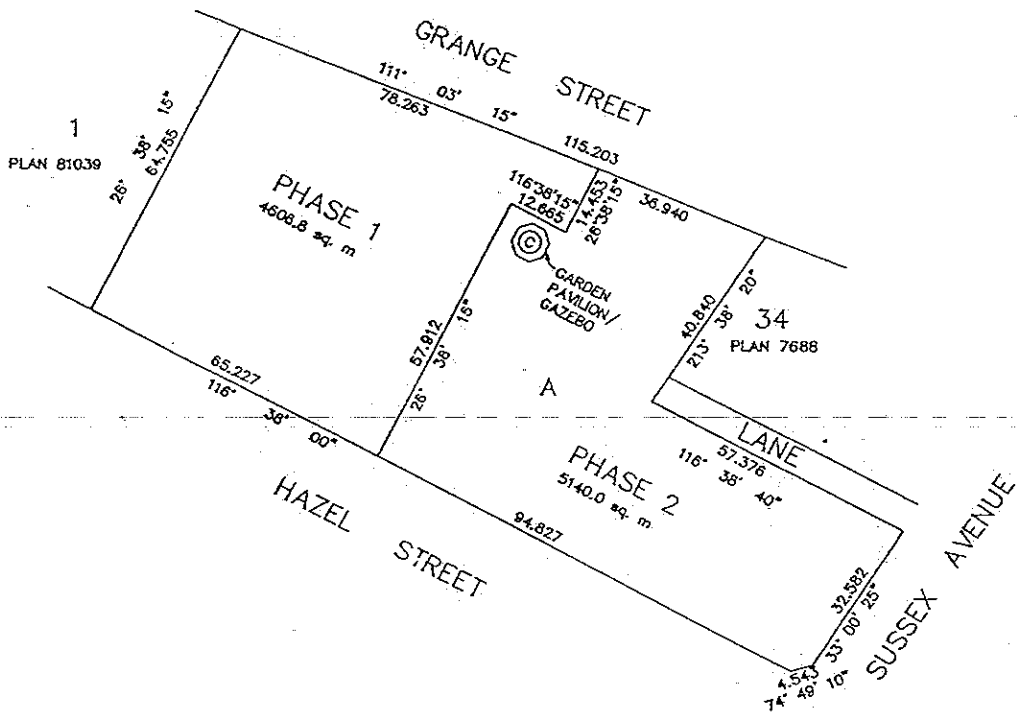 GRANGE STREET
111° 03' 15"
78.263
115.203
36.940
1
PLAN 81039
26° 38' 15"
64.755
PHASE 1
4608.8 sq. m
116°38'15"
12.665
14.453
26°38'15"
C
GARDEN
PAVILION/
GAZEBO
40.840
213° 38' 20"
34
PLAN 7688
57.912
26° 38' 15"
A
65.227
116° 38' 00"
LANE
57.376
116° 38' 40"
PHASE 2
5140.0 sq. m
HAZEL STREET
94.827
32.582
33° 00' 25"
SUSSEX AVENUE
4.543
74° 49' 10"